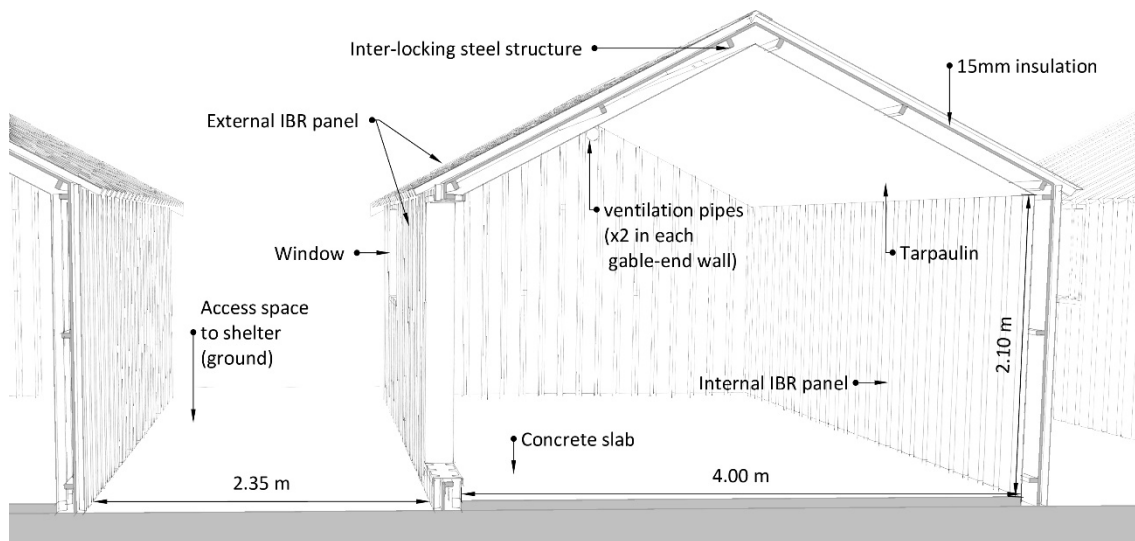 Inter-locking steel structure
15mm insulation
External IBR panel
ventilation pipes
(x2 in each
gable-end wall)
Window
Tarpaulin
Access space
to shelter
(ground)
2.10 m
Internal IBR panel
Concrete slab
2.35 m
4.00 m